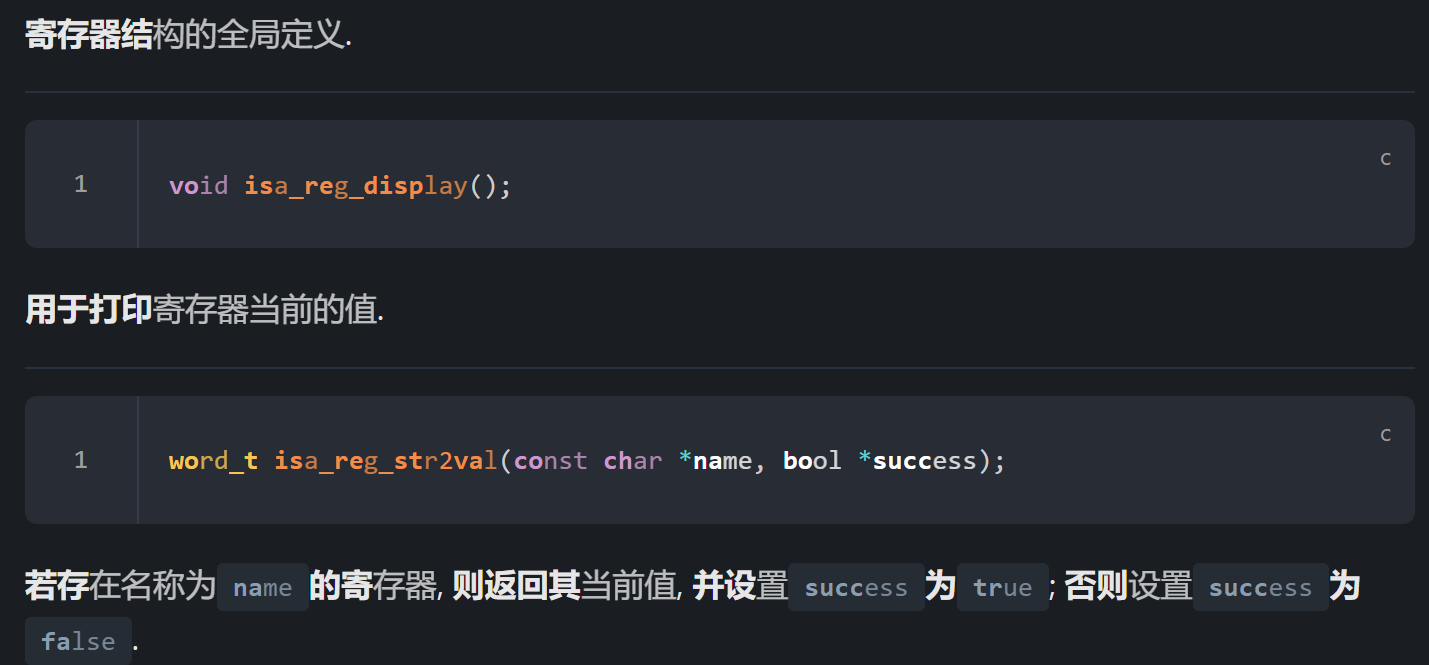 寄存器结构的全局定义.
C
1 void isa_reg_display();
用于打印寄存器当前的值.
C
1 word_t isa_reg_str2val(const char *name, bool *success);
若存在名称为 name 的寄存器, 则返回其当前值, 并设置 success 为 true ; 否则设置 success 为
false .